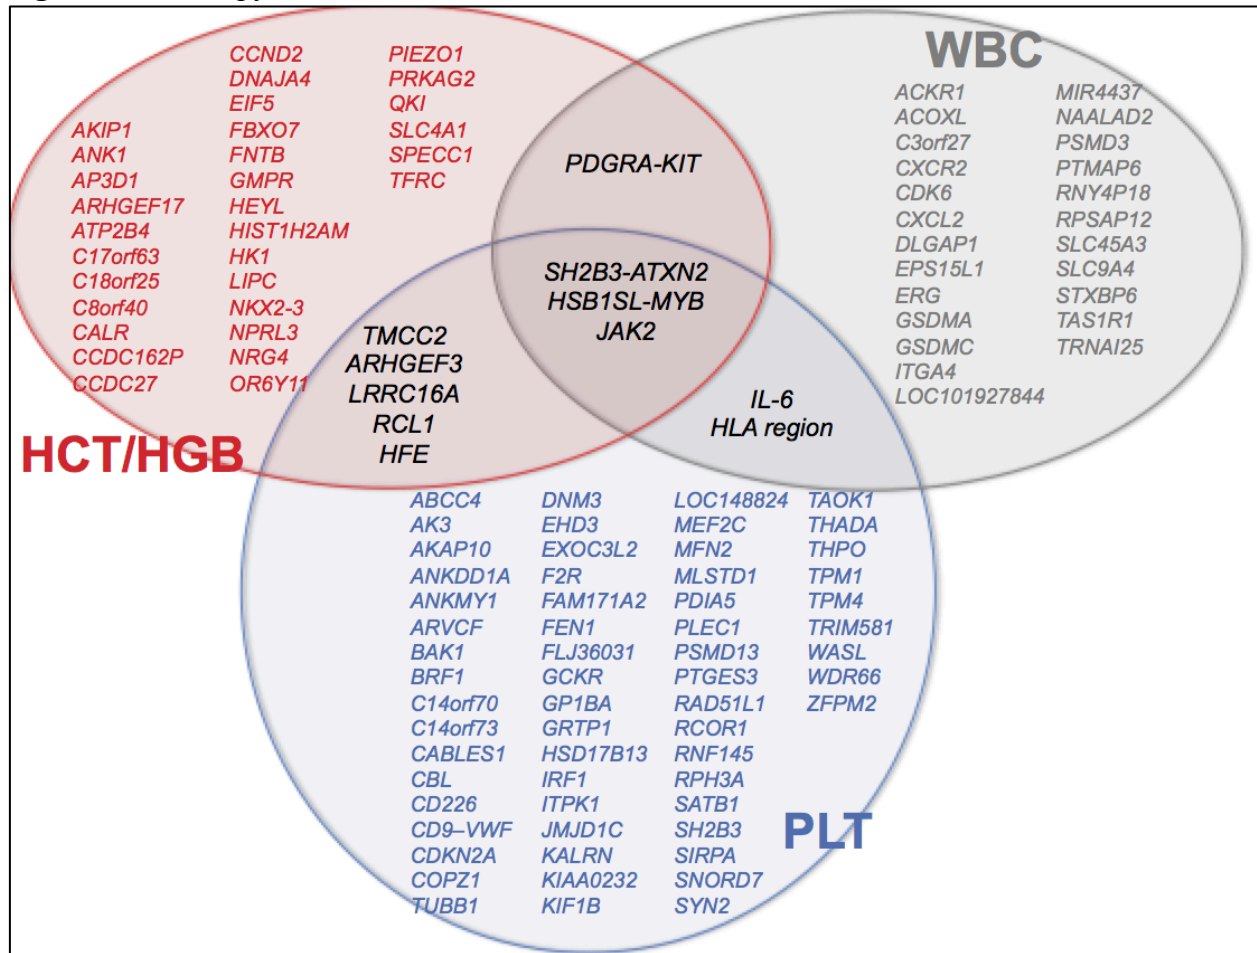 WBC
CCND2
DNAJA4
EIF5
AKIP1
FBXO7
ANK1
FNTB
AP3D1
GMPR
ARHGEF17
HEYL
ATP2B4
HIST1H2AM
C17orf63
HK1
C18orf25
LIPC
C8orf40
NKX2-3
CALR
NPRL3
CCDC162P
NRG4
CCDC27
OR6Y11
PIEZO1
PRKAG2
QKI
SLC4A1
SPECC1
TFRC
HCT/HGB
PDGRA-KIT
SH2B3-ATXN2
HSB1SL-MYB
JAK2
TMCC2
ARHGEF3
LRRC16A
RCL1
HFE
IL-6
HLA region
ACKR1
ACOXL
C3orf27
CXCR2
CDK6
CXCL2
DLGAP1
EPS15L1
ERG
GSDMA
GSDMC
ITGA4
LOC101927844
MIR4437
NAALAD2
PSMD3
PTMAP6
RNY4P18
RPSAP12
SLC45A3
SLC9A4
STXBP6
TAS1R1
TRNAI25
ABCC4
AK3
AKAP10
ANKDD1A
ANKMY1
ARVCF
BAK1
BRF1
C14orf70
C14orf73
CABLES1
CBL
CD226
CD9–VWF
CDKN2A
COPZ1
TUBB1
DNM3
EHD3
EXOC3L2
F2R
FAM171A2
FEN1
FLJ36031
GCKR
GP1BA
GRTP1
HSD17B13
IRF1
ITPK1
JMJD1C
KALRN
KIAA0232
KIF1B
LOC148824
MEF2C
MFN2
MLSTD1
PDIA5
PLEC1
PSMD13
PTGES3
RAD51L1
RCOR1
RNF145
RPH3A
SATB1
SH2B3
SIRPA
SNORD7
SYN2
TAOK1
THADA
THPO
TPM1
TPM4
TRIM581
WASL
WDR66
ZFPM2
PLT